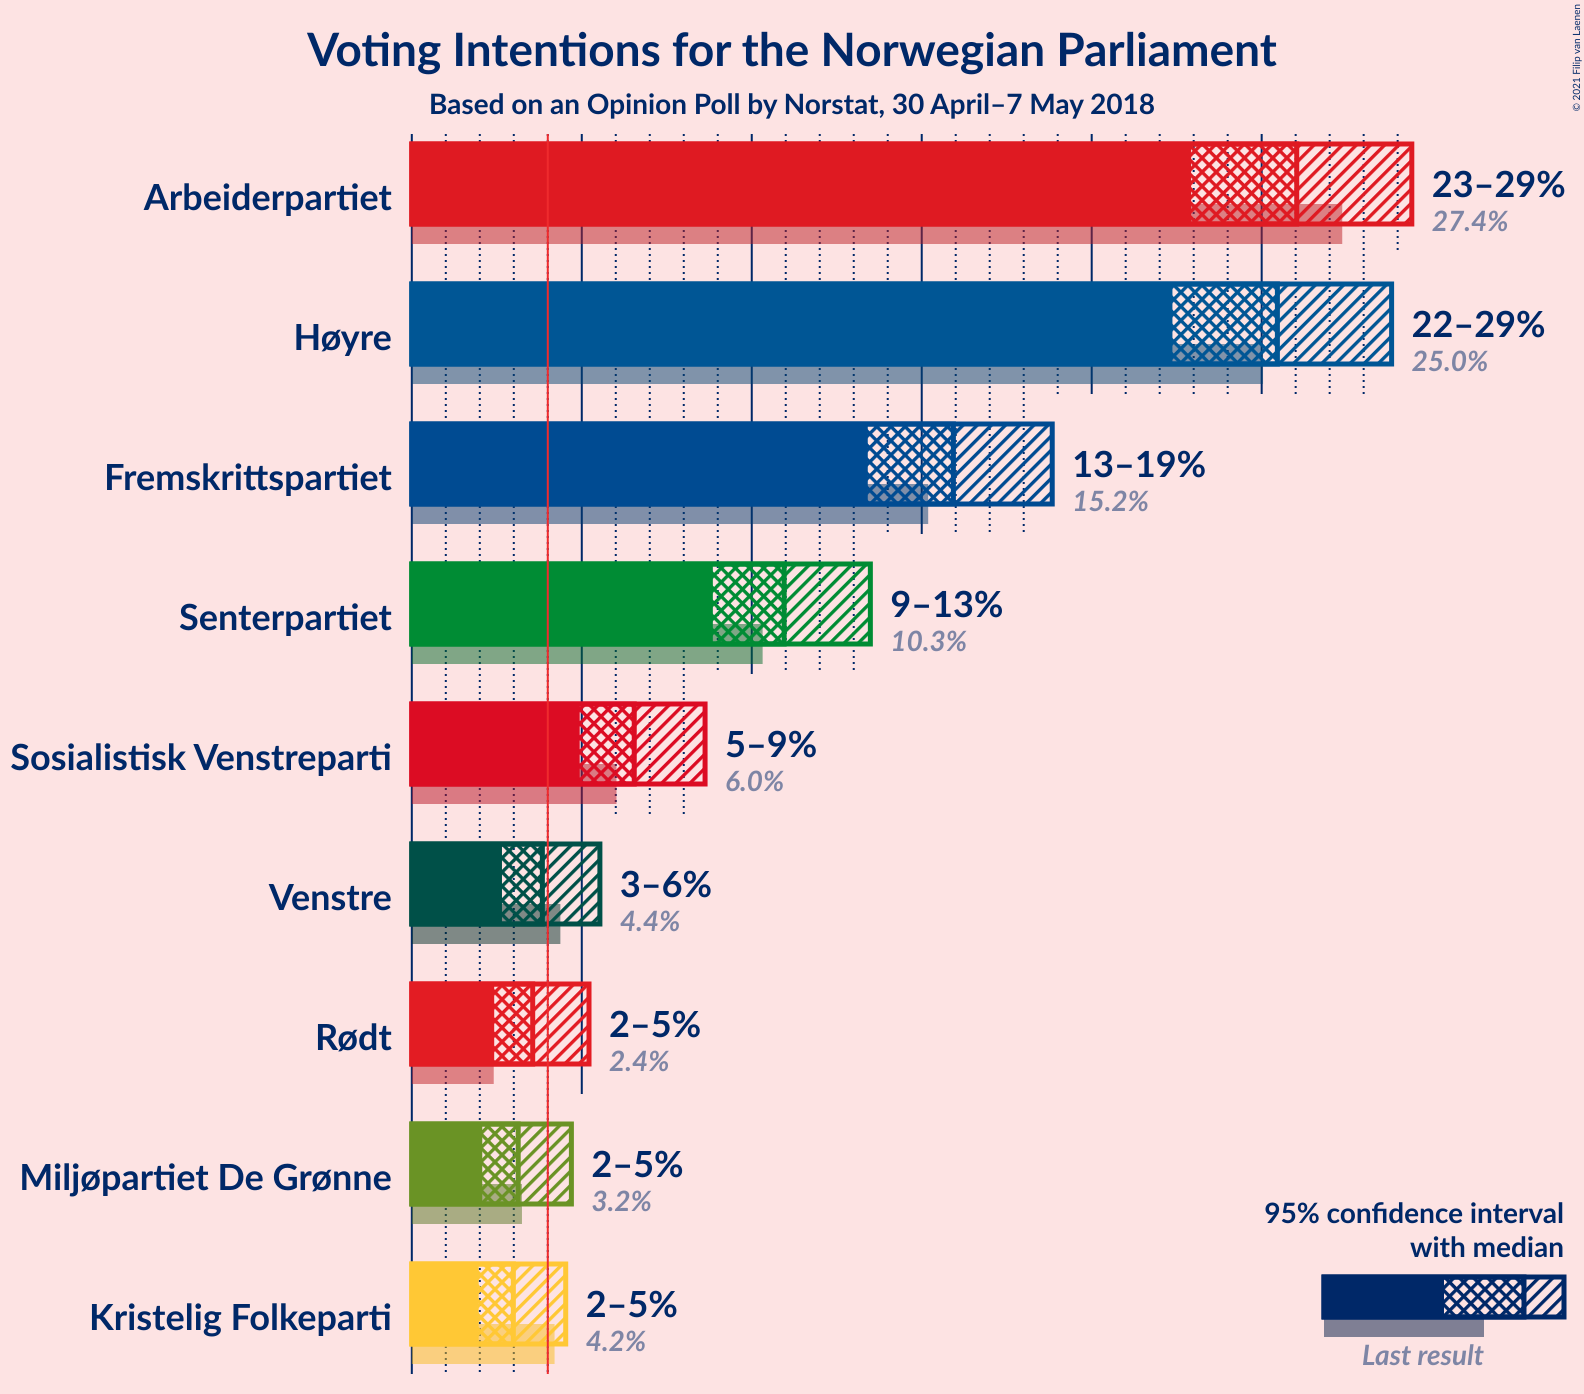 Voting Intentions for the Norwegian Parliament
Based on an Opinion Poll by Norstat, 30 April–7 May 2018
© 2021 Filip van Laenen
Arbeiderpartiet
23–29%
27.4%
Høyre
22–29%
25.0%
Fremskrittspartiet
13–19%
15.2%
Senterpartiet
9–13%
10.3%
Sosialistisk Venstreparti
5–9%
6.0%
Venstre
3–6%
4.4%
Rødt
2–5%
2.4%
Miljøpartiet De Grønne
2–5%
3.2%
Kristelig Folkeparti
2–5%
4.2%
95% confidence interval
with median
Last result